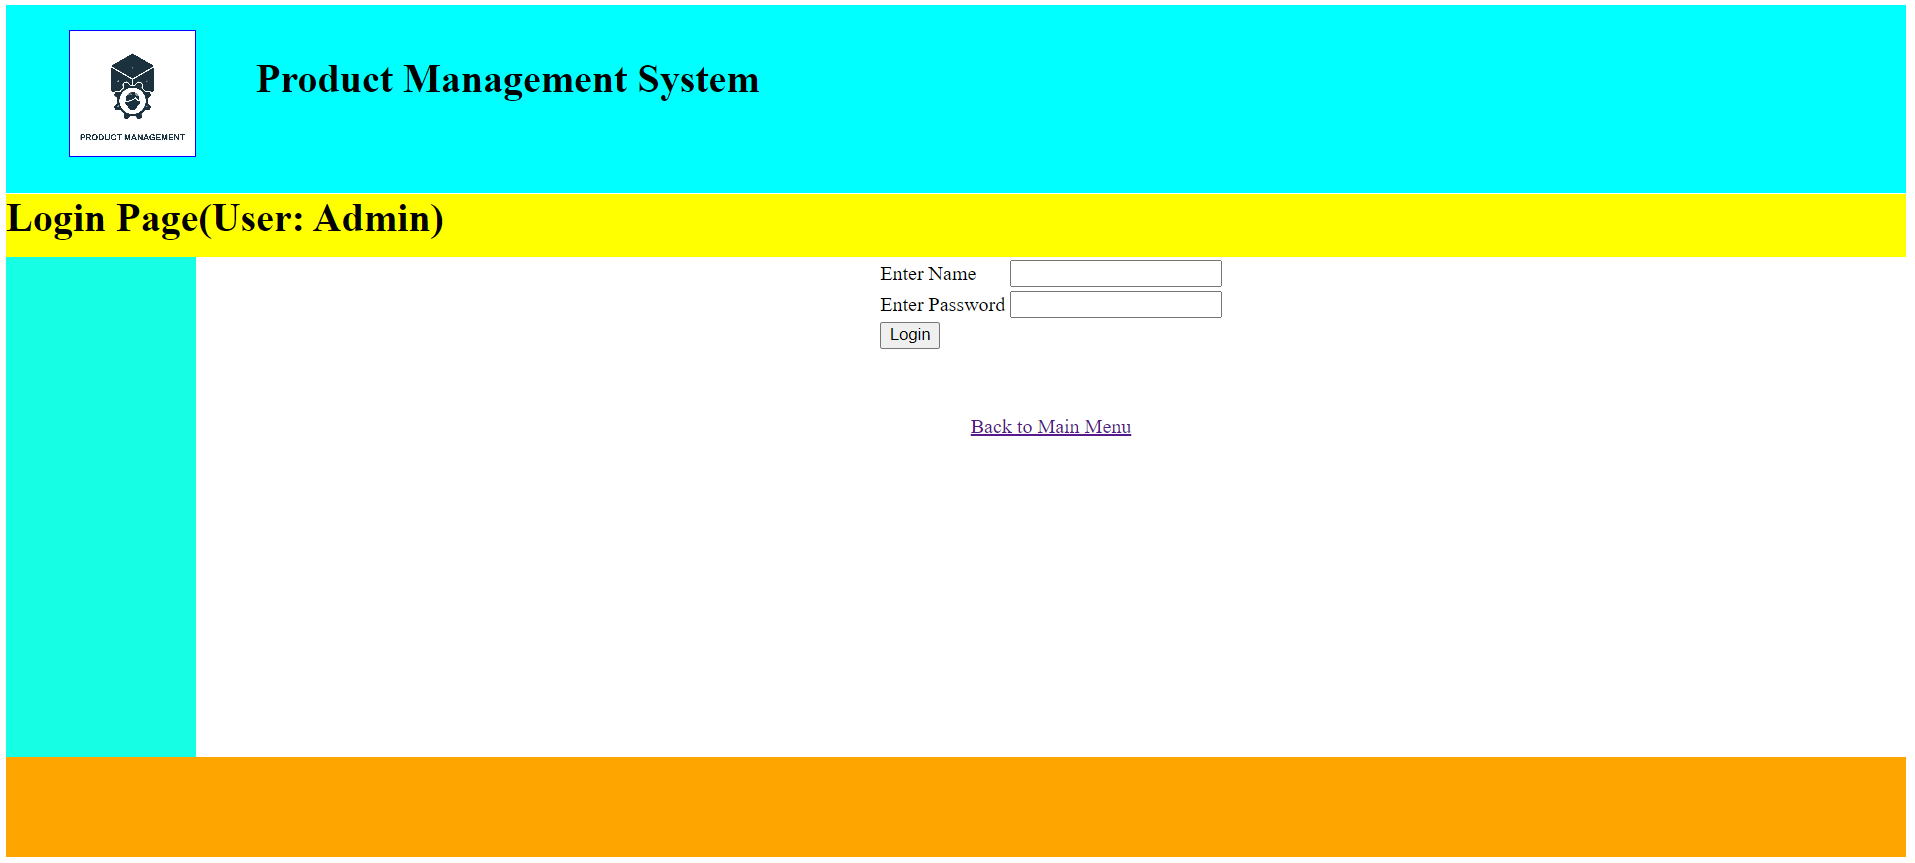 PRODUCT MANAGEMENT
Product Management System
Login Page(User: Admin)
Enter Name
Enter Password
Login
Back to Main Menu